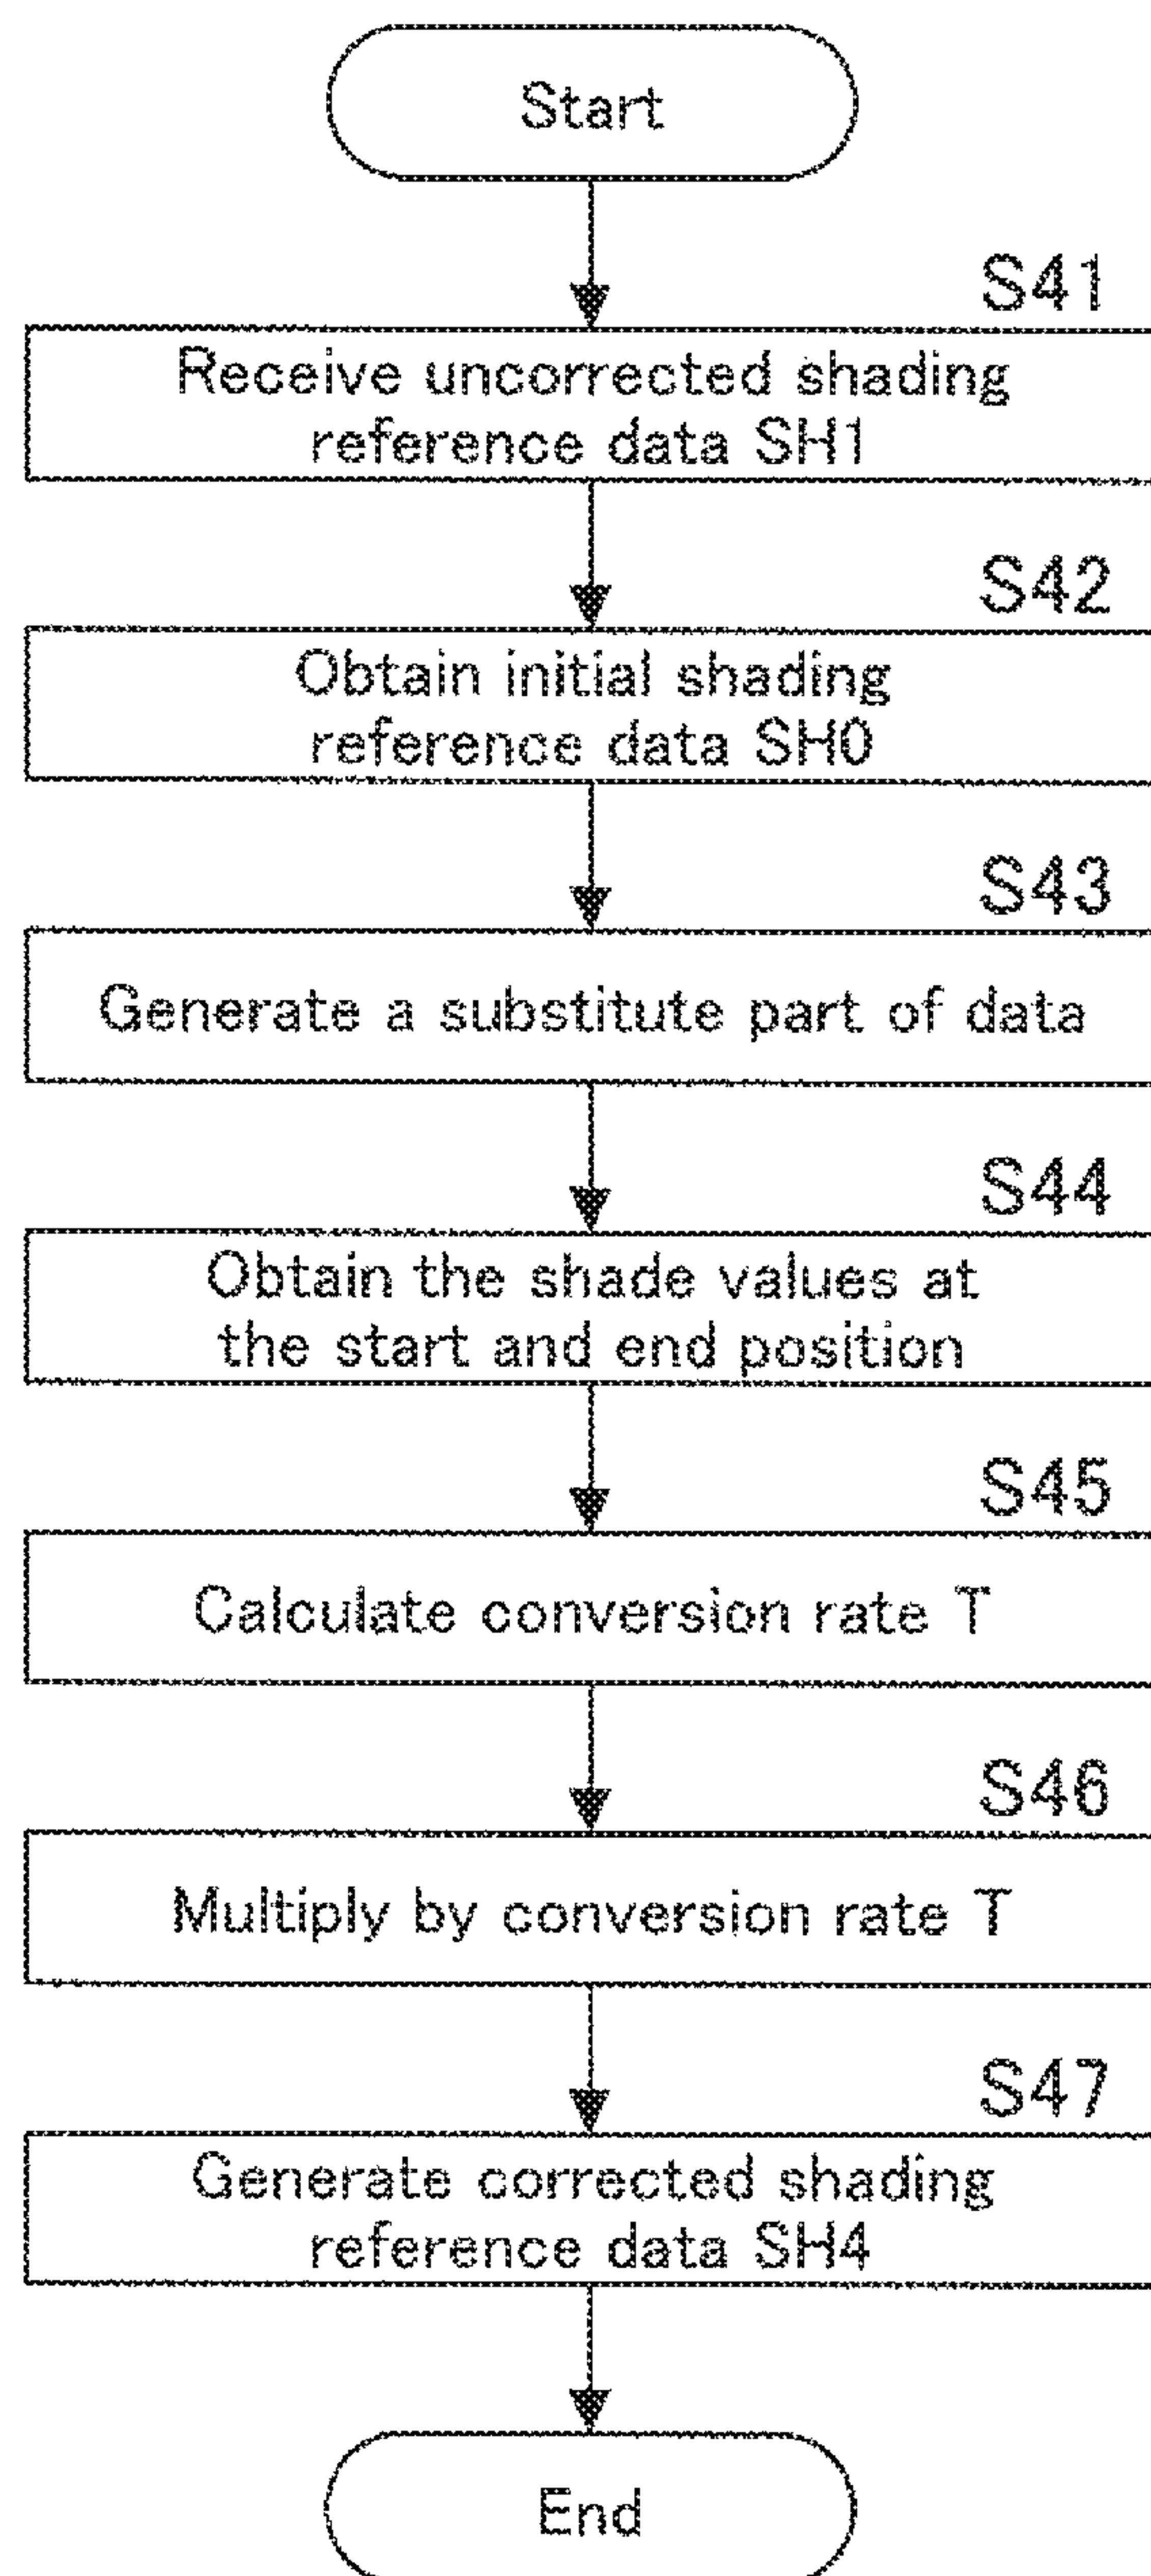 Start
S41
Receive uncorrected shading
reference data SH1
S42
Obtain initial shading
reference data SH0
S43
Generate a substitute part of data
S44
Obtain the shade values at
the start and end position
S45
Calculate conversion rate T
S46
Multiply by conversion rate T
S47
Generate corrected shading
reference data SH4
End